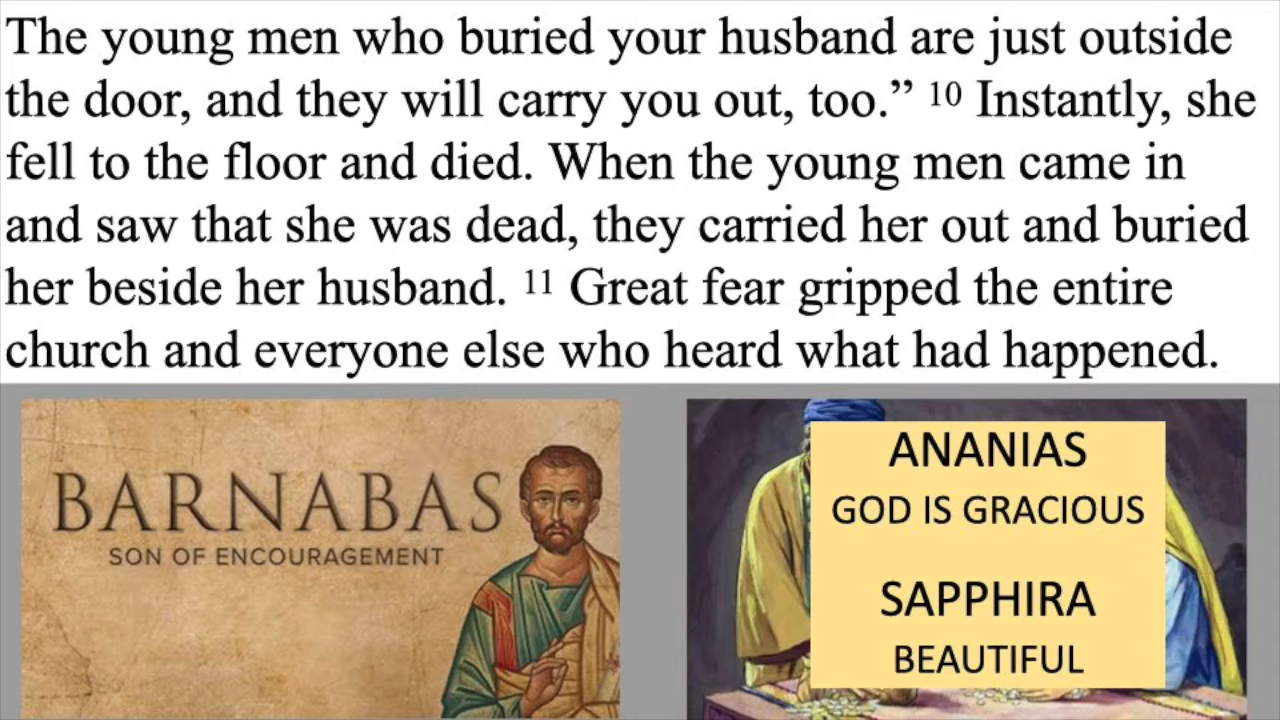 The young men who buried your husband are just outside
the door, and they will carry you out, too.” 10 Instantly, she
fell to the floor and died. When the young men came in
and saw that she was dead, they carried her out and buried
her beside her husband. 11 Great fear gripped the entire
church and everyone else who heard what had happened.
BARNABAS
SON OF ENCOURAGEMENT
ANANIAS
GOD IS GRACIOUS
SAPPHIRA
BEAUTIFUL